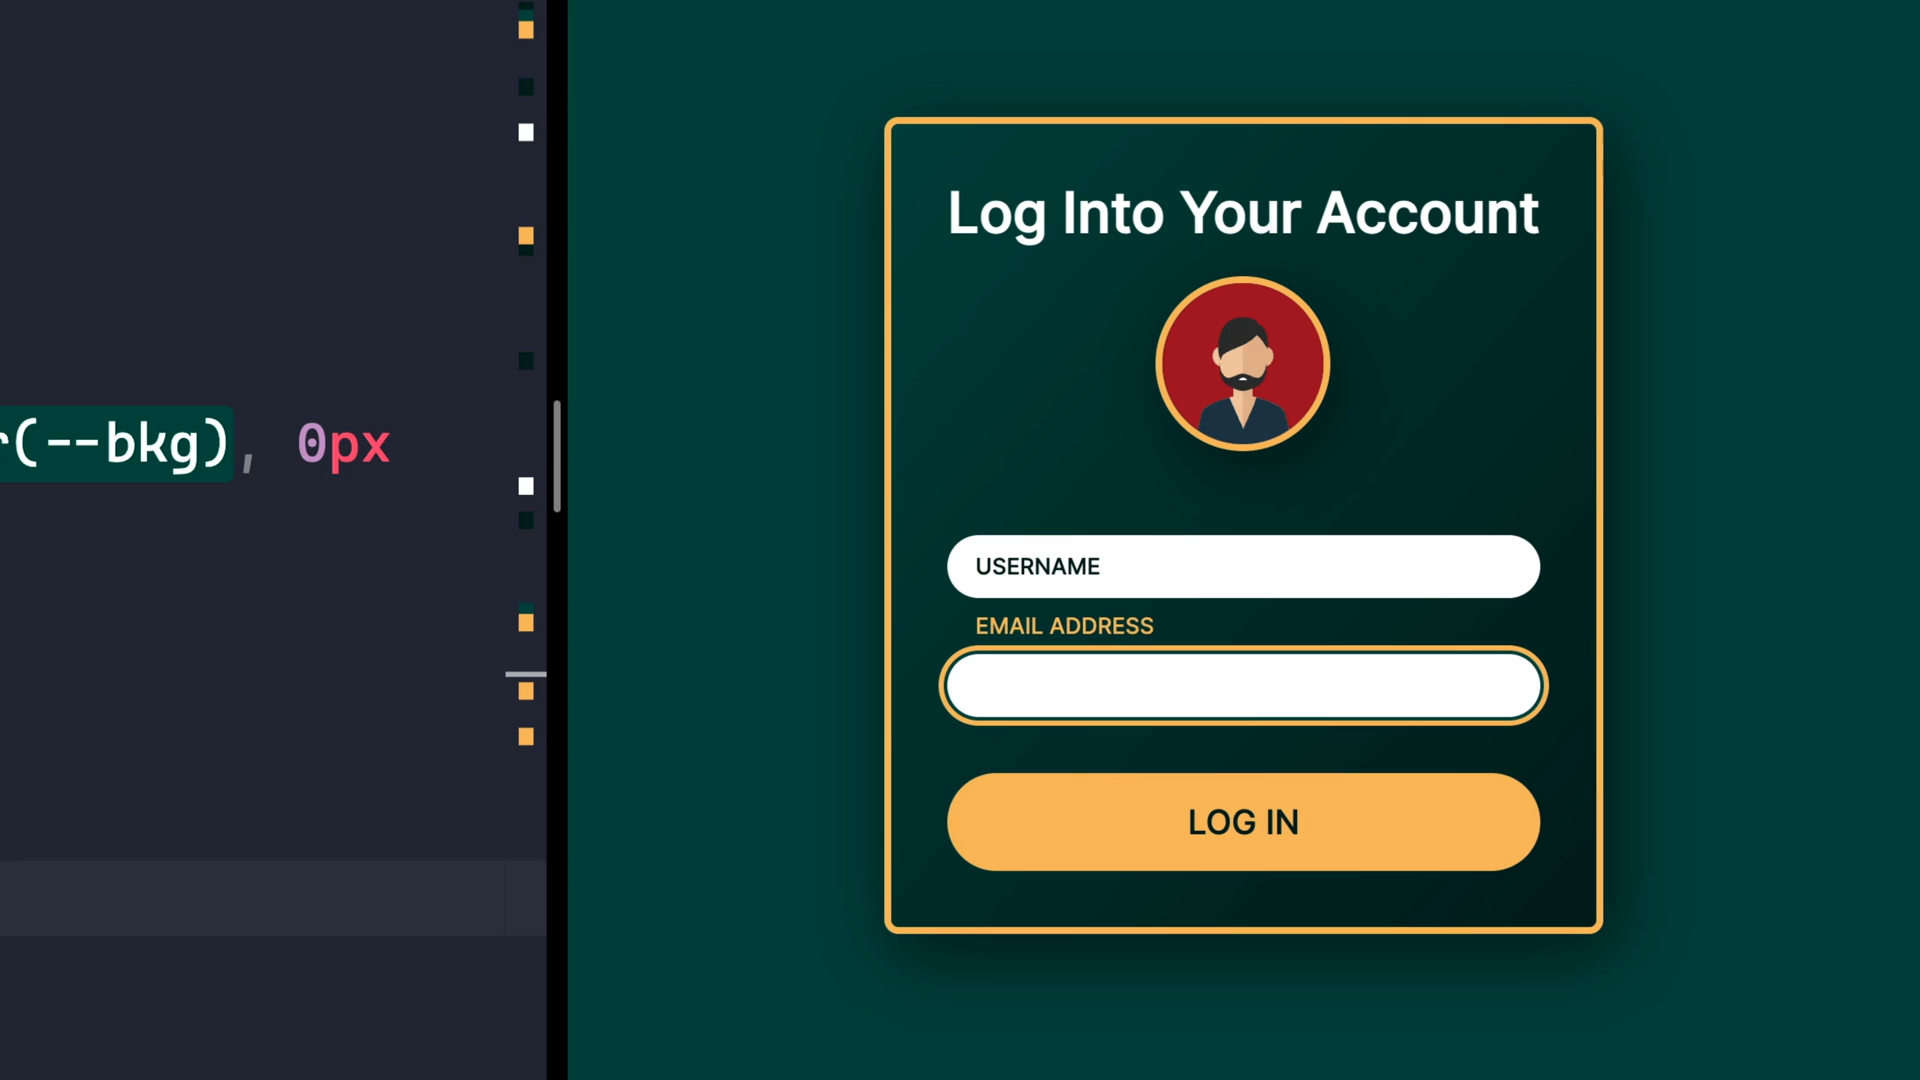 (--bkg), 0px
Log Into Your Account
USERNAME
EMAIL ADDRESS
LOG IN